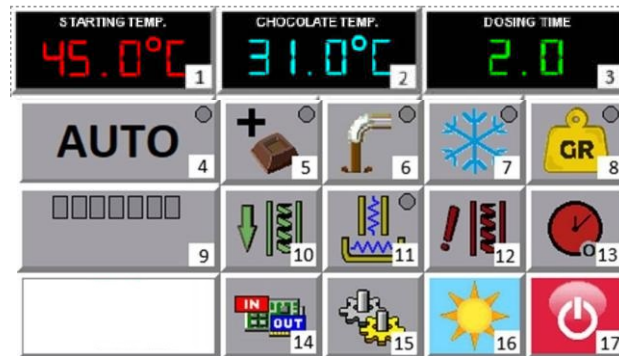 STARTING TEMP. CHOCOLATE TEMP. DOSING TIME
45.0°C 1 31.0°C 2 2.0 3
AUTO 4 5 6 7 GR 8
9 10 11 12 13
IN OUT 14 15 16 17